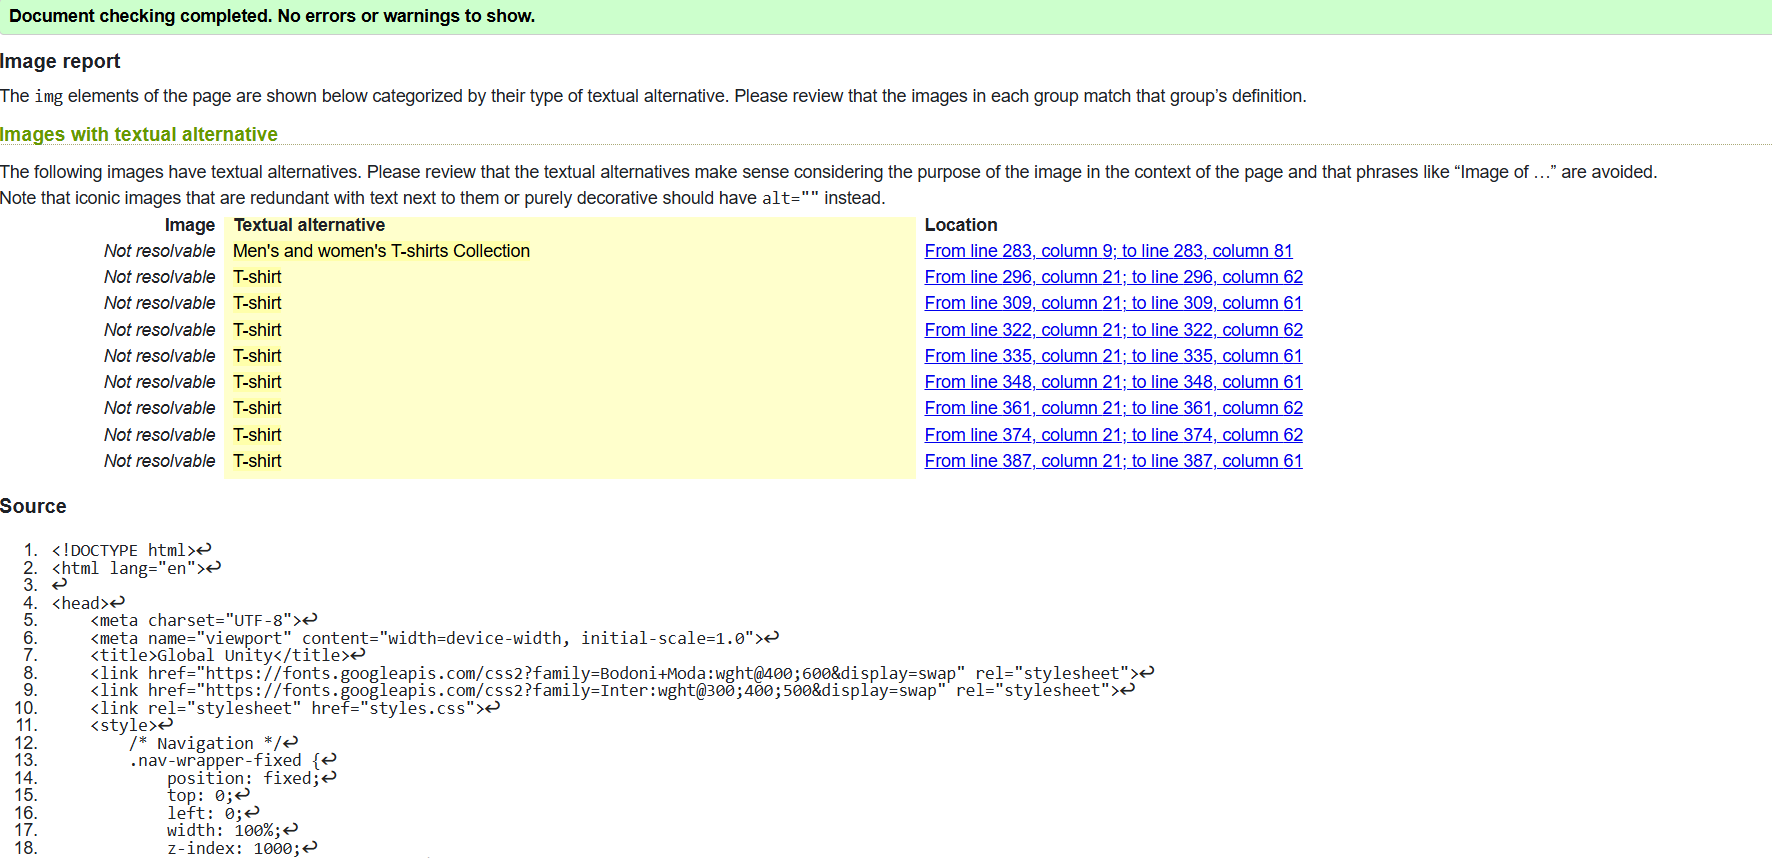 Document checking completed. No errors or warnings to show.
Image report
The img elements of the page are shown below categorized by their type of textual alternative. Please review that the images in each group match that group’s definition.
Images with textual alternative
The following images have textual alternatives. Please review that the textual alternatives make sense considering the purpose of the image in the context of the page and that phrases like “Image of …” are avoided.
Note that iconic images that are redundant with text next to them or purely decorative should have alt="" instead.
Image Textual alternative Location
Not resolvable Men's and women's T-shirts Collection From line 283, column 9; to line 283, column 81
Not resolvable T-shirt From line 296, column 21; to line 296, column 62
Not resolvable T-shirt From line 309, column 21; to line 309, column 61
Not resolvable T-shirt From line 322, column 21; to line 322, column 62
Not resolvable T-shirt From line 335, column 21; to line 335, column 61
Not resolvable T-shirt From line 348, column 21; to line 348, column 61
Not resolvable T-shirt From line 361, column 21; to line 361, column 62
Not resolvable T-shirt From line 374, column 21; to line 374, column 62
Not resolvable T-shirt From line 387, column 21; to line 387, column 61
Source
1. <!DOCTYPE html>↩
2. <html lang="en">↩
3. ↩
4. <head>↩
5.     <meta charset="UTF-8">↩
6.     <meta name="viewport" content="width=device-width, initial-scale=1.0">↩
7.     <title>Global Unity</title>↩
8.     <link href="https://fonts.googleapis.com/css2?family=Bodoni+Moda:wght@400;600&display=swap" rel="stylesheet">↩
9.     <link href="https://fonts.googleapis.com/css2?family=Inter:wght@300;400;500&display=swap" rel="stylesheet">↩
10.     <link rel="stylesheet" href="styles.css">↩
11.     <style>↩
12.         /* Navigation */↩
13.         .nav-wrapper-fixed {↩
14.             position: fixed;↩
15.             top: 0;↩
16.             left: 0;↩
17.             width: 100%;↩
18.             z-index: 1000;↩